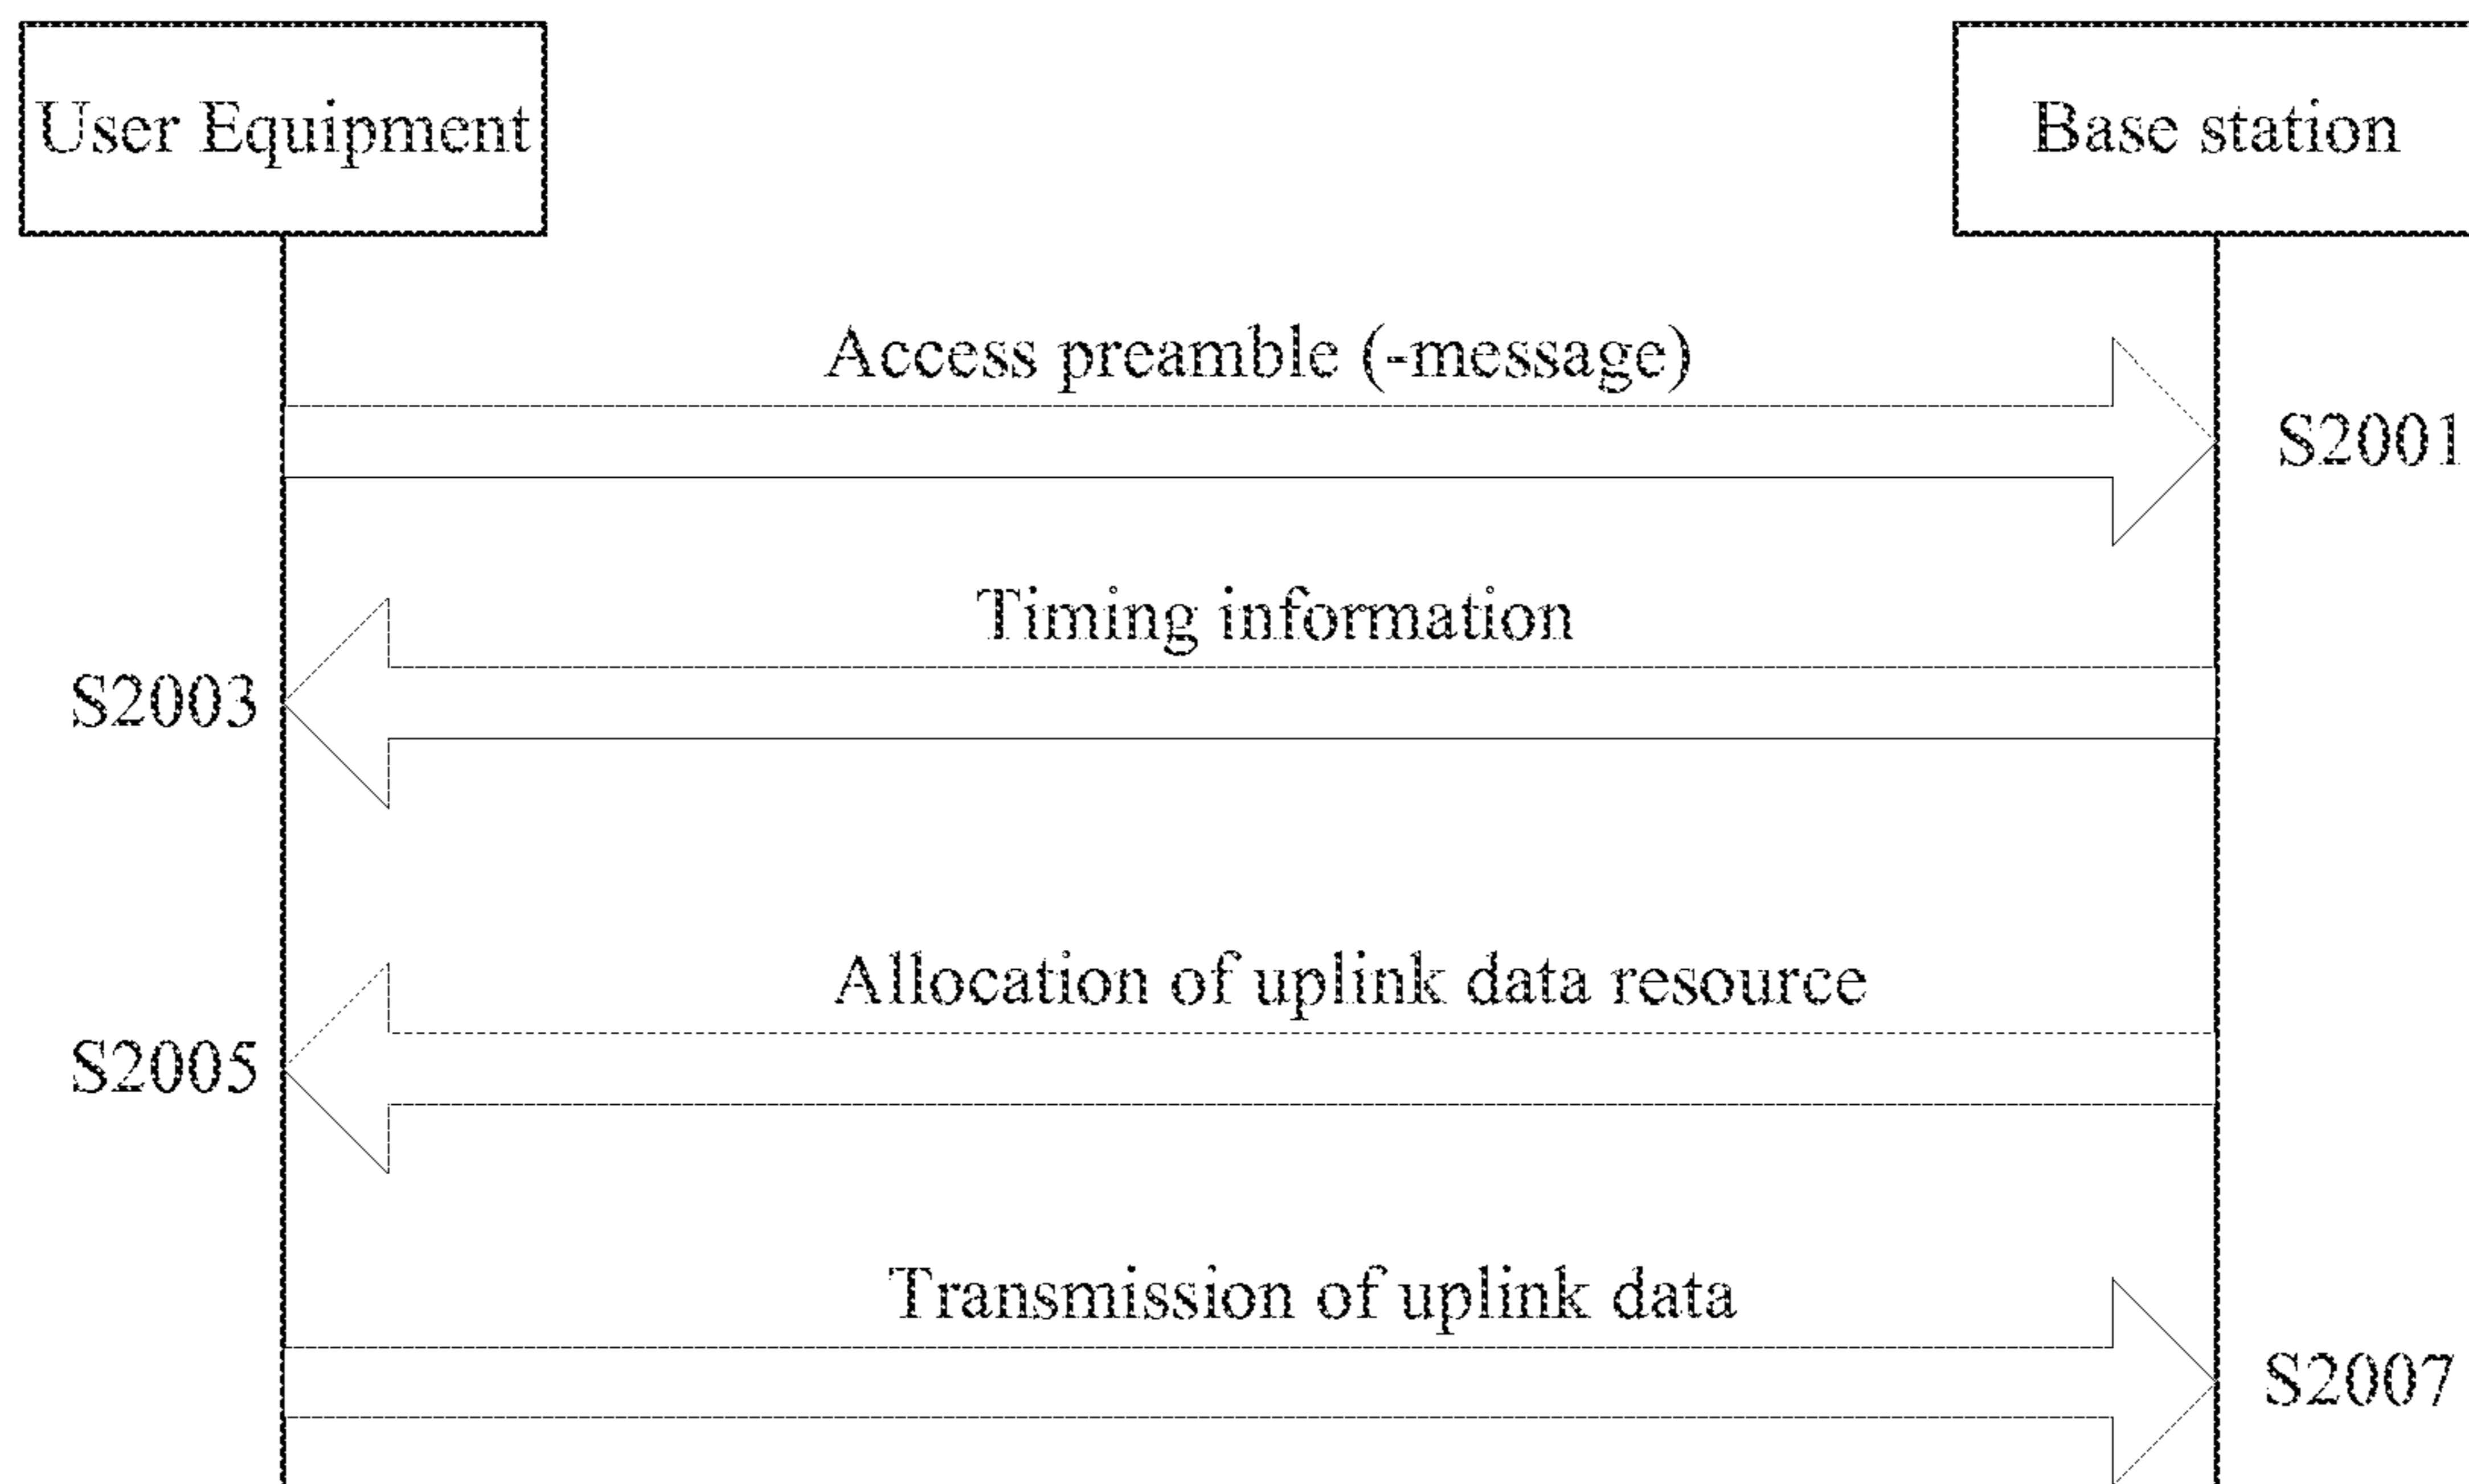 User Equipment
Base station
Access preamble (-message)
S2001
Timing information
S2003
Allocation of uplink data resource
S2005
Transmission of uplink data
S2007